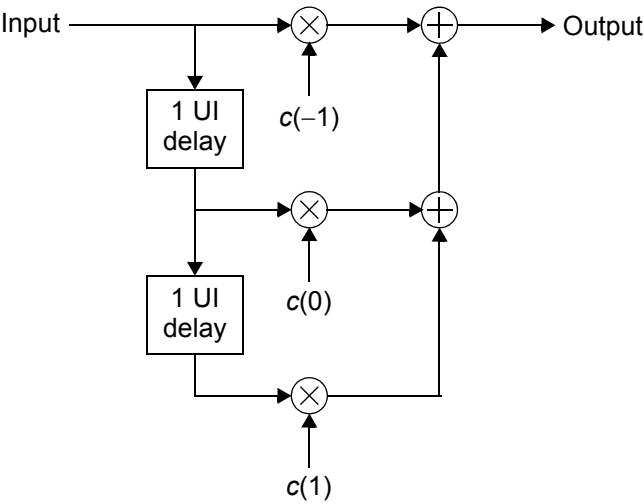 Input
Output
1 UI
delay
c(−1)
c(0)
1 UI
delay
c(1)